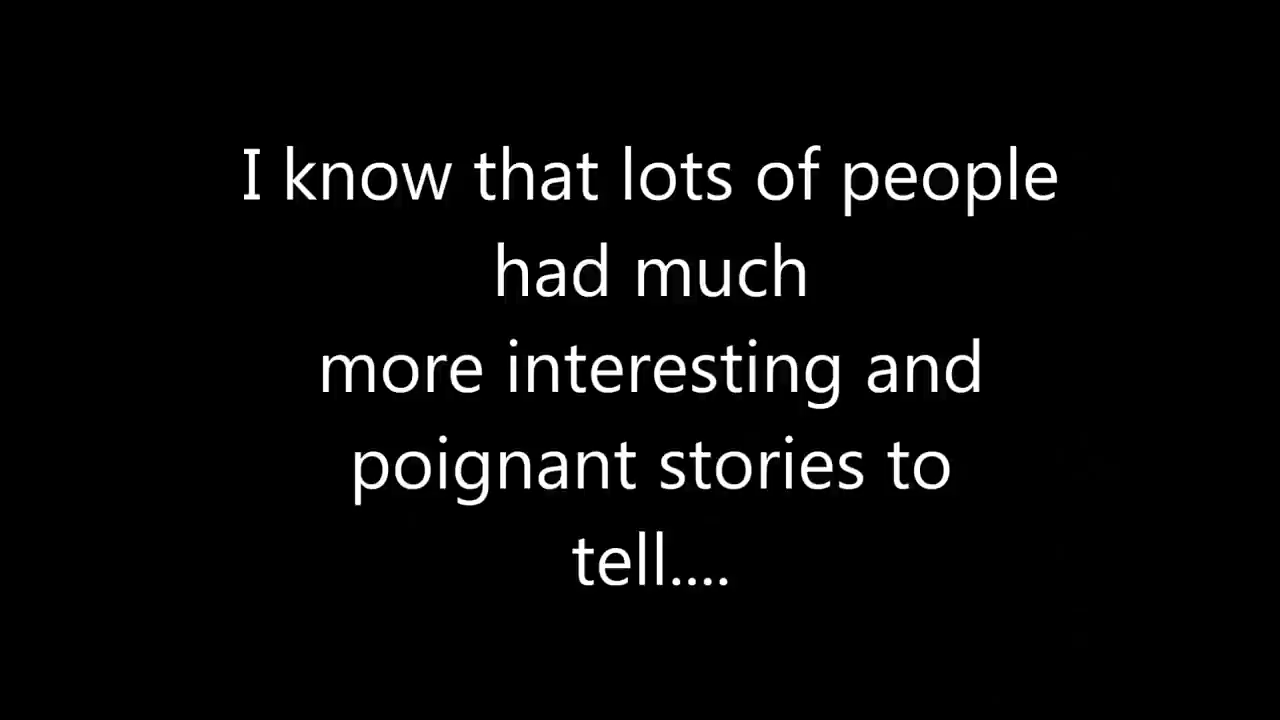 I know that lots of people
had much
more interesting and
poignant stories to
tell....